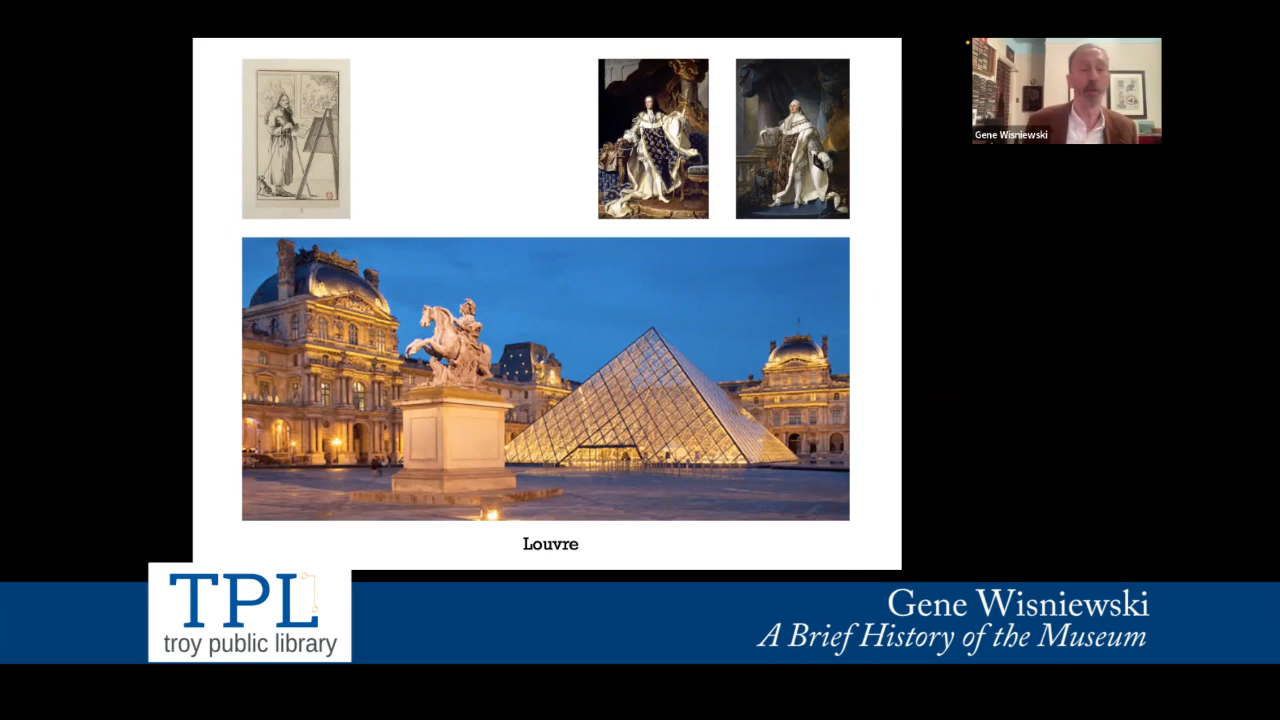 Gene Wisniewski
Louvre
TPL
troy public library
Gene Wisniewski
A Brief History of the Museum